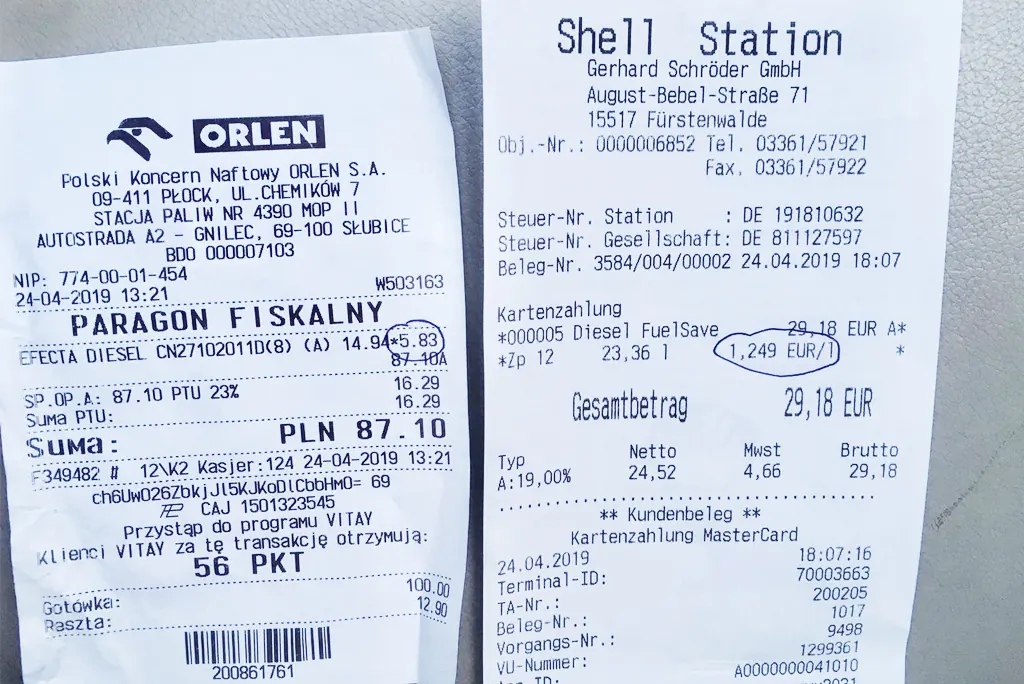 ORLEN
Polski Koncern Naftowy ORLEN S.A.
09-411 PŁOCK, UL.CHEMIKÓW 7
STACJA PALIW NR 4390 MOP II
AUTOSTRADA A2 - GNILEC, 69-100 SŁUBICE
BDO 000007103
NIP: 774-00-01-454
24-04-2019 13:21 W503163
PARAGON FISKALNY
EFECTA DIESEL CN27102011D(8) (A) 14.94*5.83
87.10A
SP.OP.A: 87.10 PTU 23% 16.29
Suma PTU: 16.29
Suma: PLN 87.10
F349482 # 12\K2 Kasjer:124 24-04-2019 13:21
ch6UwO26ZbkjJl5KJKoDlCbbHmO= 69
CAJ 1501323545
Przystąp do programu VITAY
Klienci VITAY za tę transakcję otrzymują:
56 PKT
Gotówka: 100.00
Reszta: 12.90
200861761
Shell Station
Gerhard Schröder GmbH
August-Bebel-Straße 71
15517 Fürstenwalde
Obj.-Nr.: 0000006852 Tel. 03361/57921
Fax. 03361/57922
Steuer-Nr. Station : DE 191810632
Steuer-Nr. Gesellschaft: DE 811127597
Beleg-Nr. 3584/004/00002 24.04.2019 18:07
Kartenzahlung
*000005 Diesel FuelSave 29,18 EUR A*
*Zp 12 23,36 l 1,249 EUR/l *
Gesamtbetrag 29,18 EUR
Typ Netto Mwst Brutto
A:19,00% 24,52 4,66 29,18
** Kundenbeleg **
Kartenzahlung MasterCard
24.04.2019 18:07:16
Terminal-ID: 70003663
TA-Nr.: 200205
Beleg-Nr.: 1017
Vorgangs-Nr.: 9498
VU-Nummer: 1299361
A0000000041010